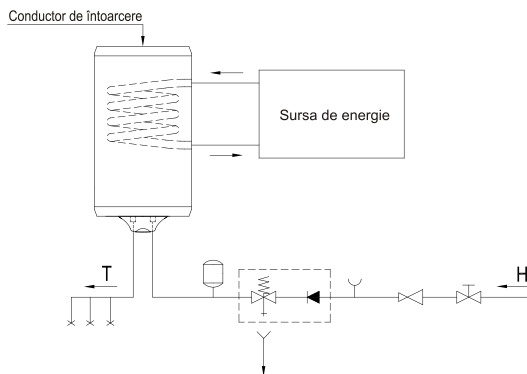 Conductor de întoarcere
Sursa de energie
T
H